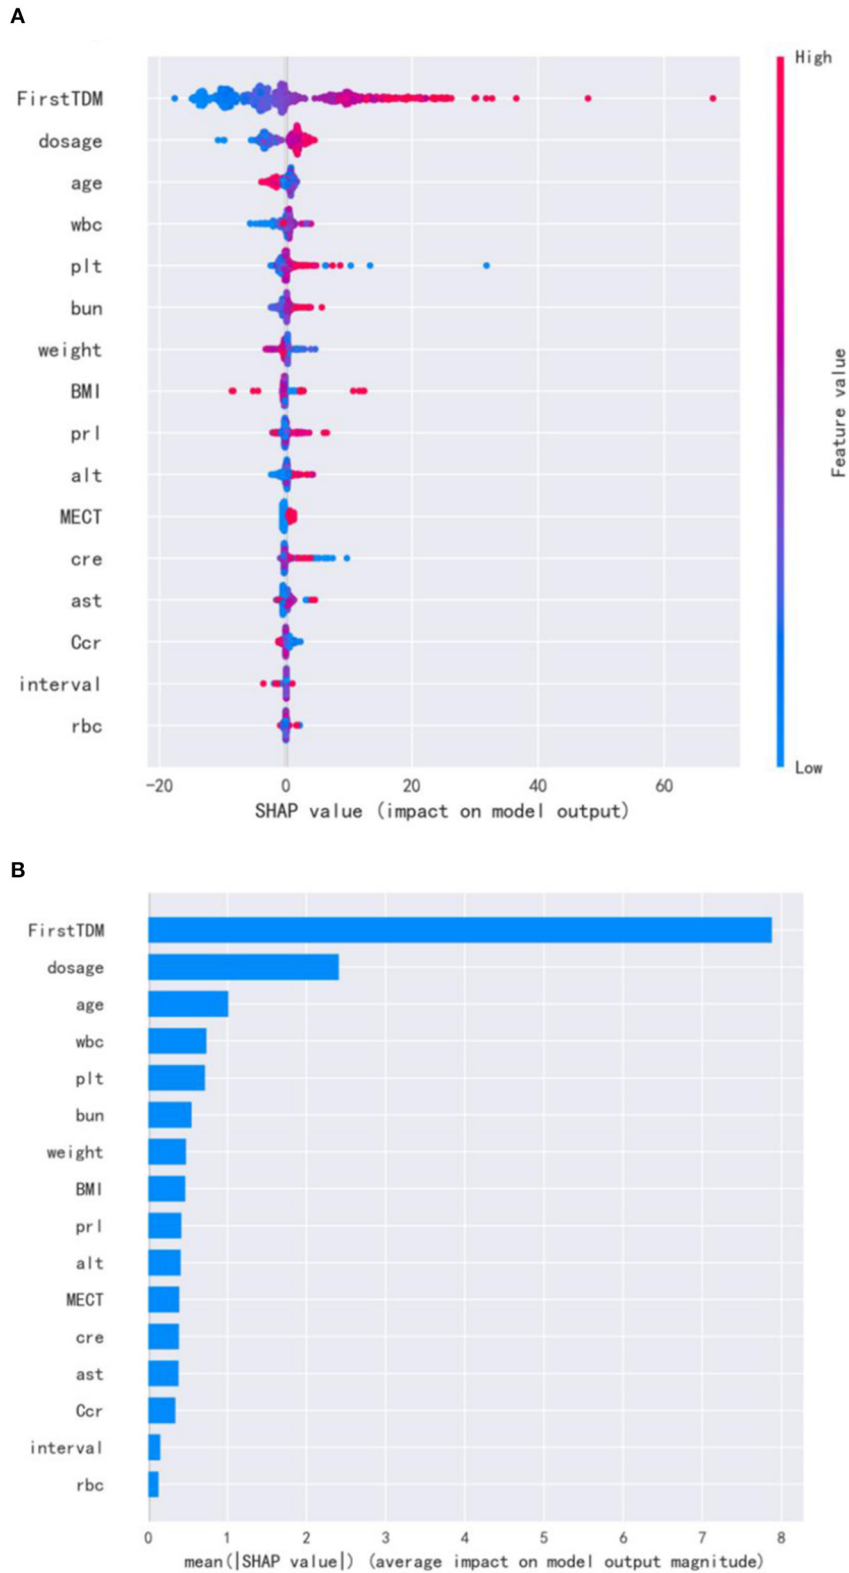 A
High
FirstTDM
dosage
age
wbc
plt
bun
weight
BMI
prl
alt
MECT
cre
ast
Ccr
interval
rbc
Feature value
Low
-20 0 20 40 60
SHAP value (impact on model output)
B
FirstTDM
dosage
age
wbc
plt
bun
weight
BMI
prl
alt
MECT
cre
ast
Ccr
interval
rbc
0 1 2 3 4 5 6 7 8
mean(|SHAP value|) (average impact on model output magnitude)